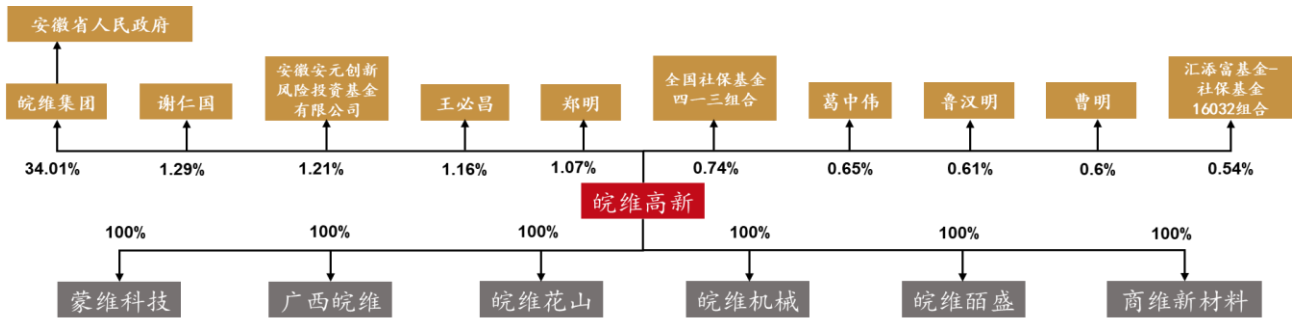 安徽省人民政府
皖维集团
谢仁国
安徽安元创新
风险投资基金
有限公司
王必昌
郑明
全国社保基金
四一三组合
葛中伟
鲁汉明
曹明
汇添富基金-
社保基金
16032组合
34.01%
1.29%
1.21%
1.16%
1.07%
0.74%
0.65%
0.61%
0.6%
0.54%
皖维高新
100%
100%
100%
100%
100%
100%
蒙维科技
广西皖维
皖维花山
皖维机械
皖维皕盛
商维新材料